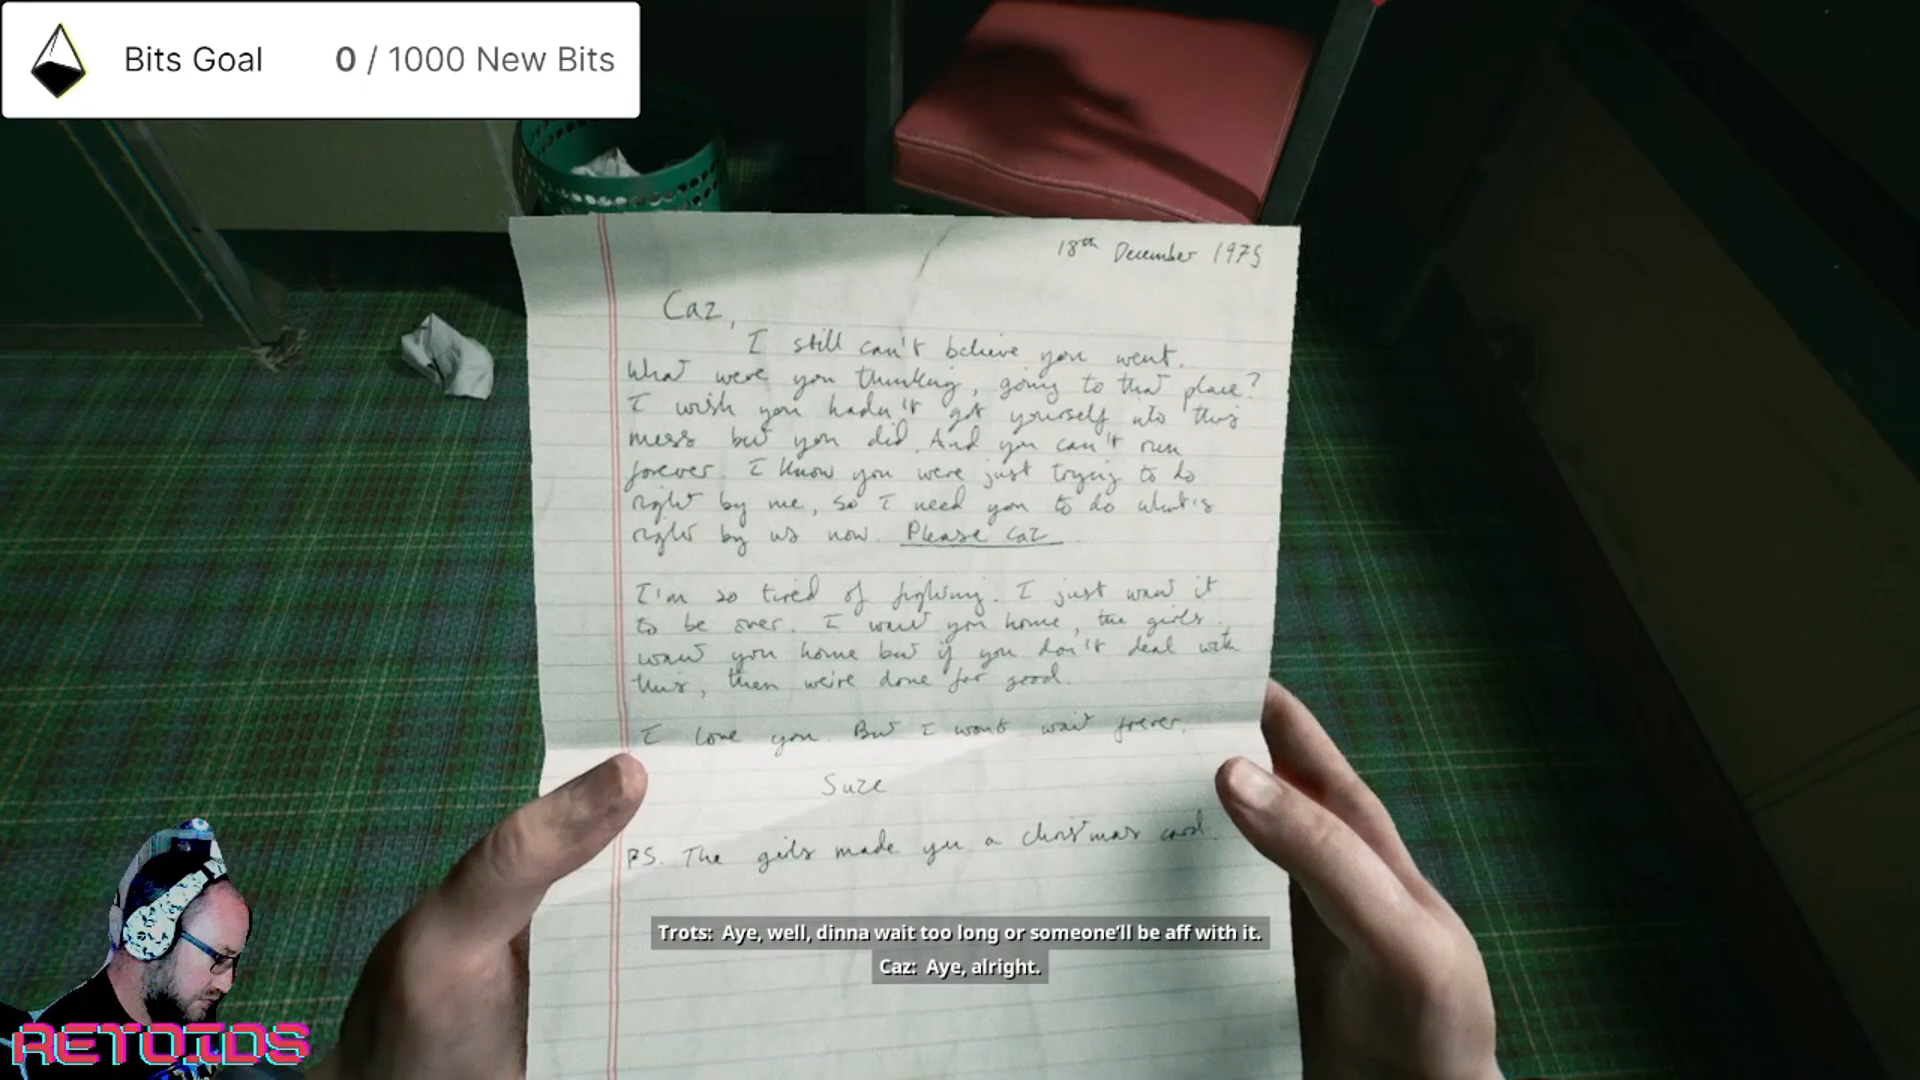 Bits Goal 0 / 1000 New Bits
18th December 1975
Caz,
I still can't believe you went.
What were you thinking, going to that place?
I wish you hadn't got yourself into this
mess but you did. And you can't run
forever. I know you were just trying to do
right by me, so I need you to do what's
right by us now. Please Caz.
I'm so tired of fighting. I just want it
to be over. I want you home, the girls
want you home but if you don't deal with
this, then we're done for good.
I love you. But I wont wait forever.
Suze
PS. The girls made you a christmas card.
Trots: Aye, well, dinna wait too long or someone'll be aff with it.
Caz: Aye, alright.
RETOIDS